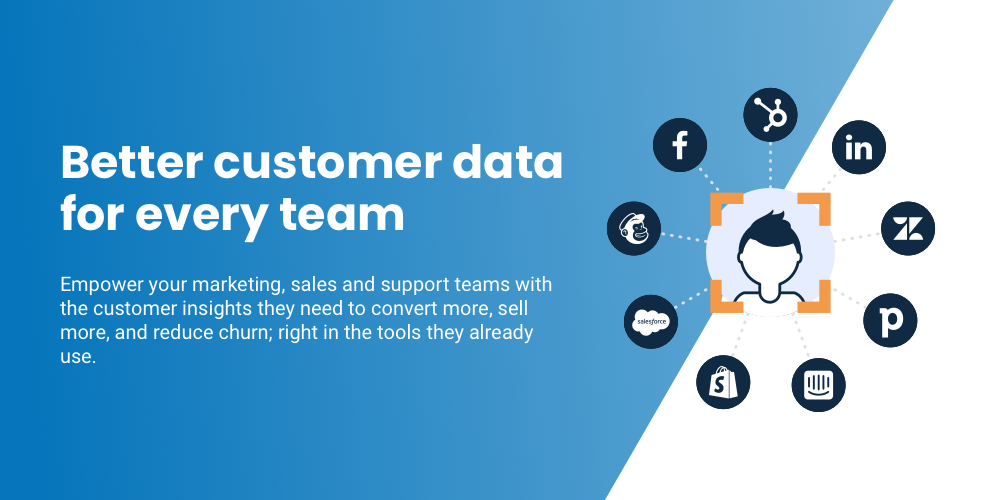 Better customer data
for every team
Empower your marketing, sales and support teams with
the customer insights they need to convert more, sell
more, and reduce churn; right in the tools they already
use.
f
in
salesforce
p
S